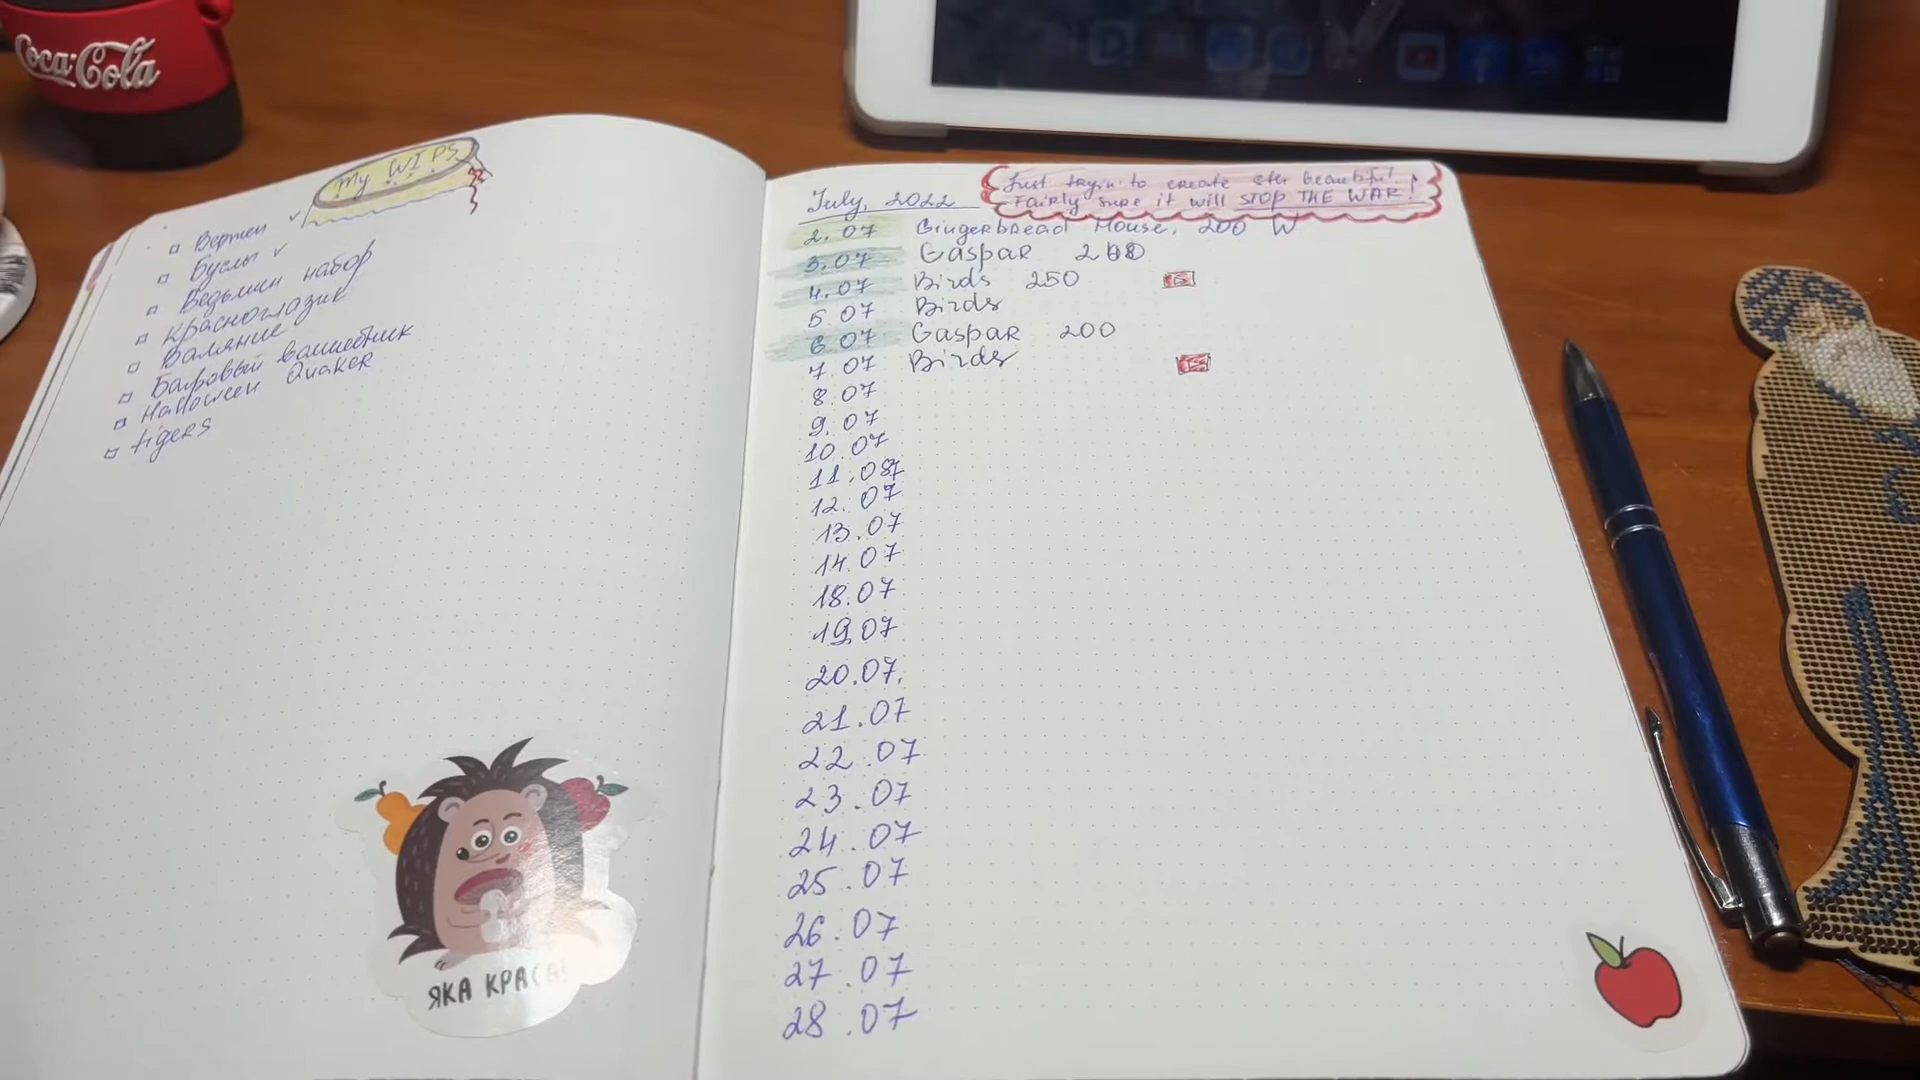 Coca-Cola
My WIPS
Вертеп
Буслы
Ведьмин набор
Красноглазик
Валяние
Бафовый волшебник
Halloween Quaker
tigers
ЯКА КРАСА!
July, 2022
Just tryin to create sth beautiful!
Fairly sure it will STOP THE WAR!
2.07 Gingerbread House, 200 W
3.07 Gaspar
4.07 Birds 250
5.07 Birds
6.07 Gaspar 200
7.07 Birds
8.07
9.07
10.07
11.07
12.07
13.07
14.07
18.07
19.07
20.07.
21.07
22.07
23.07
24.07
25.07
26.07
27.07
28.07